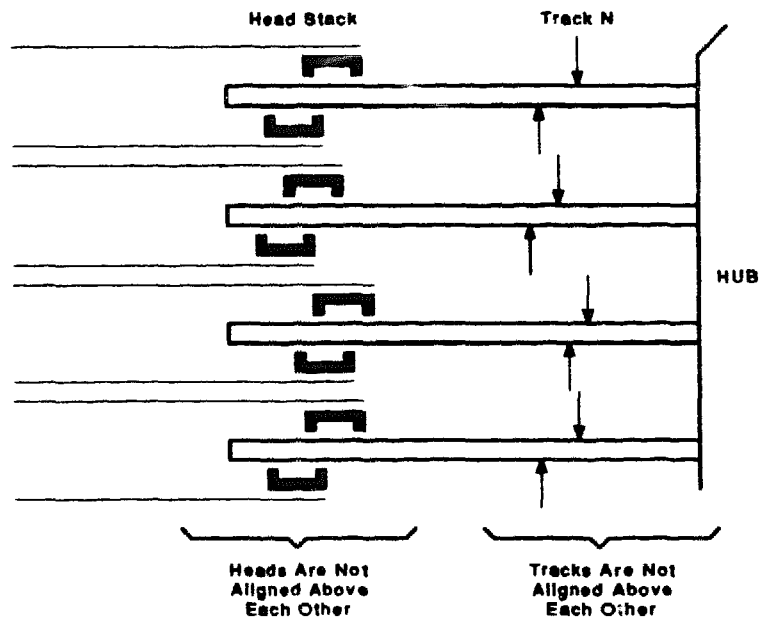 Head Stack
Track N
HUB
Heads Are Not
Aligned Above
Each Other
Tracks Are Not
Aligned Above
Each Other